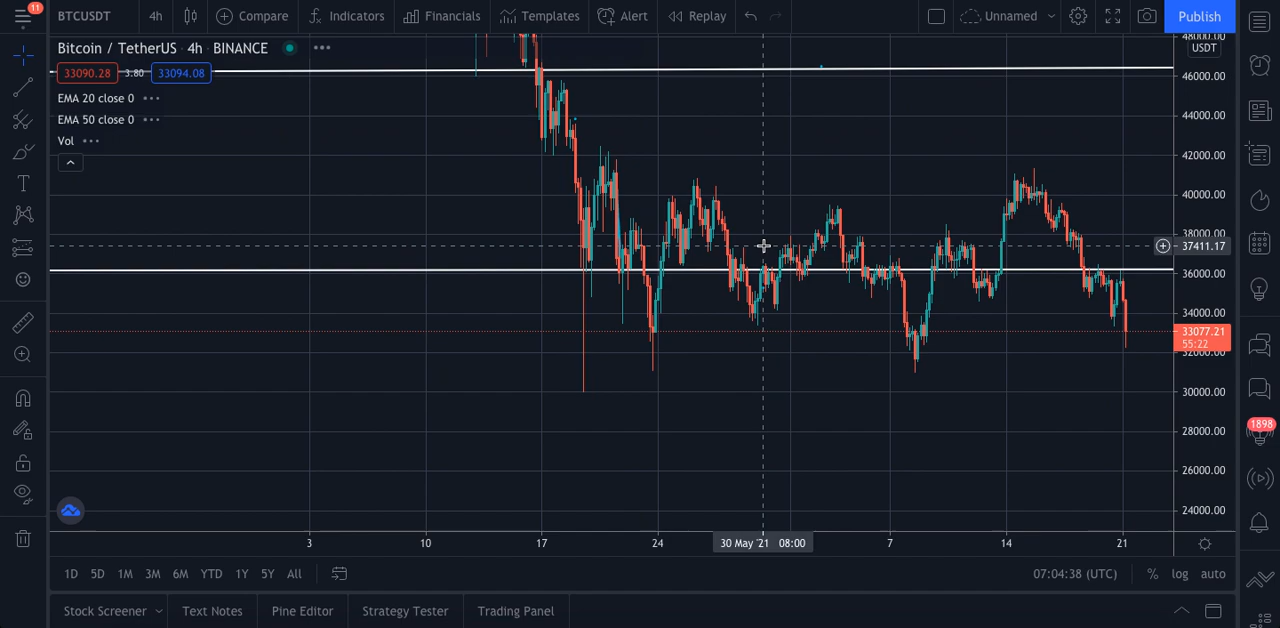 11
BTCUSDT 4h Compare Indicators Financials Templates Alert Replay Unnamed Publish
Bitcoin / TetherUS · 4h · BINANCE
33090.28 3.80 33094.08
EMA 20 close 0
EMA 50 close 0
Vol
48000.00
USDT
46000.00
44000.00
42000.00
40000.00
38000.00
37411.17
36000.00
34000.00
33077.21
55:22
32000.00
30000.00
28000.00
26000.00
24000.00
1898
3 10 17 24 30 May '21 08:00 7 14 21
1D 5D 1M 3M 6M YTD 1Y 5Y All 07:04:38 (UTC) % log auto
Stock Screener Text Notes Pine Editor Strategy Tester Trading Panel